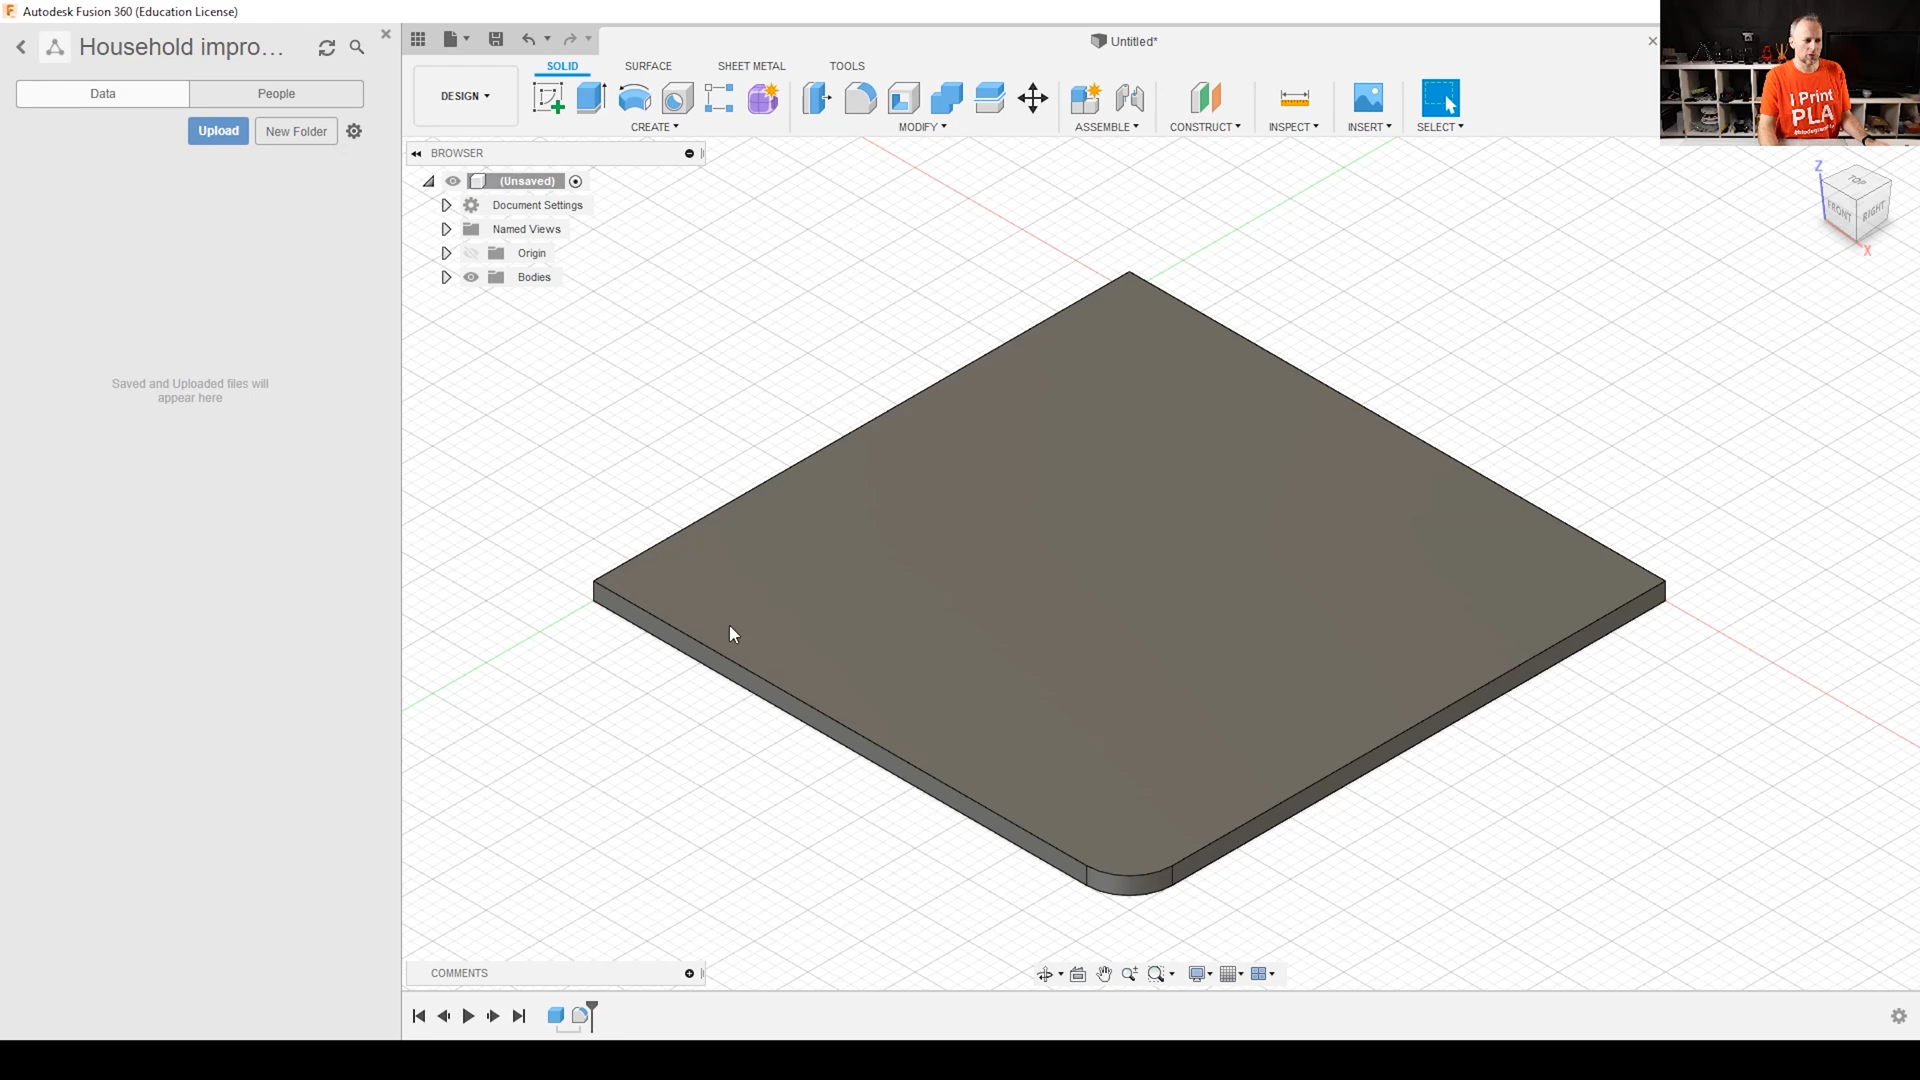 Autodesk Fusion 360 (Education License)
Household impro...
Data
People
Upload
New Folder
Saved and Uploaded files will
appear here
Untitled*
SOLID
SURFACE
SHEET METAL
TOOLS
DESIGN
CREATE
MODIFY
ASSEMBLE
CONSTRUCT
INSPECT
INSERT
SELECT
BROWSER
(Unsaved)
Document Settings
Named Views
Origin
Bodies
I Print
PLA
Z
TOP
FRONT
RIGHT
X
COMMENTS